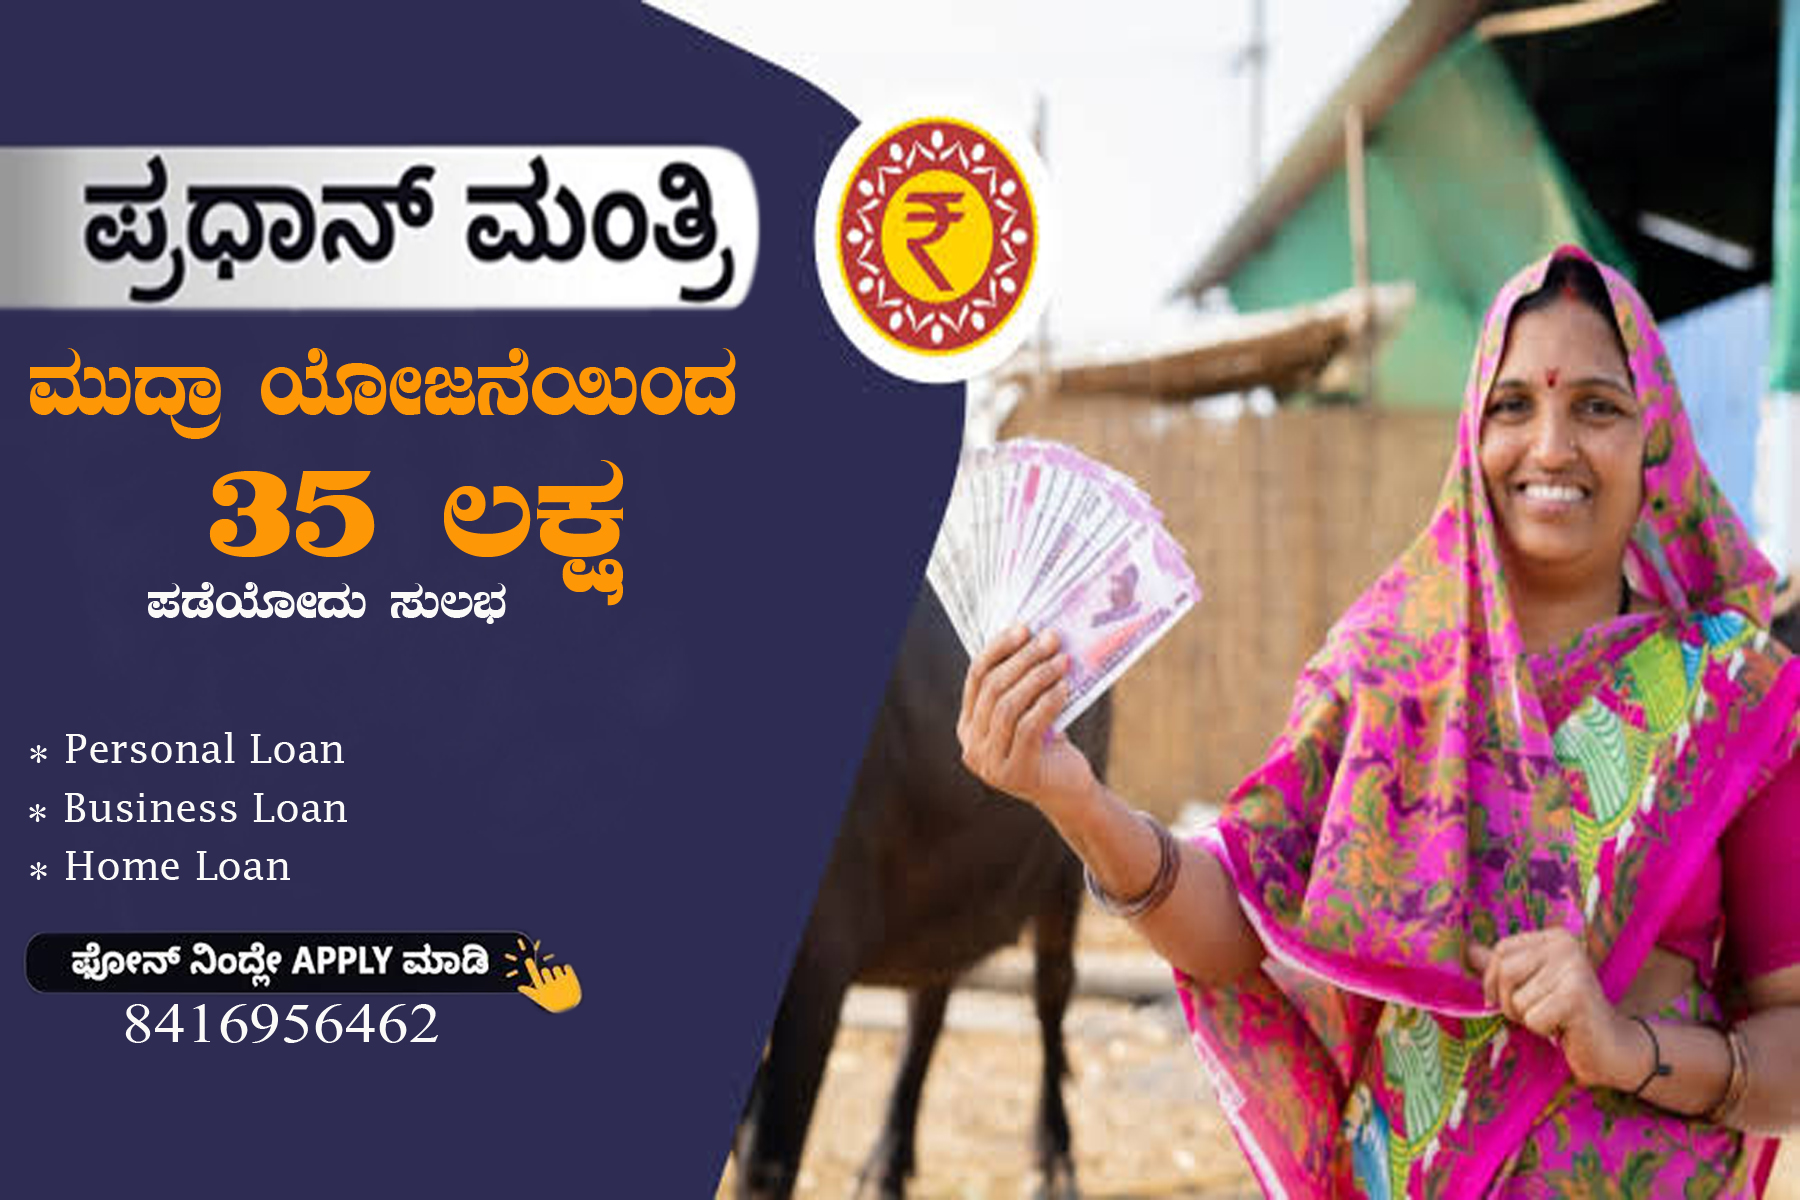 ಪ್ರಧಾನ್ ಮಂತ್ರಿ
₹
ಮುದ್ರಾ ಯೋಜನೆಯಿಂದ
35 ಲಕ್ಷ
ಪಡೆಯೋದು ಸುಲಭ
* Personal Loan
* Business Loan
* Home Loan
ಫೋನ್ ನಿಂದ್ಲೇ APPLY ಮಾಡಿ
8416956462